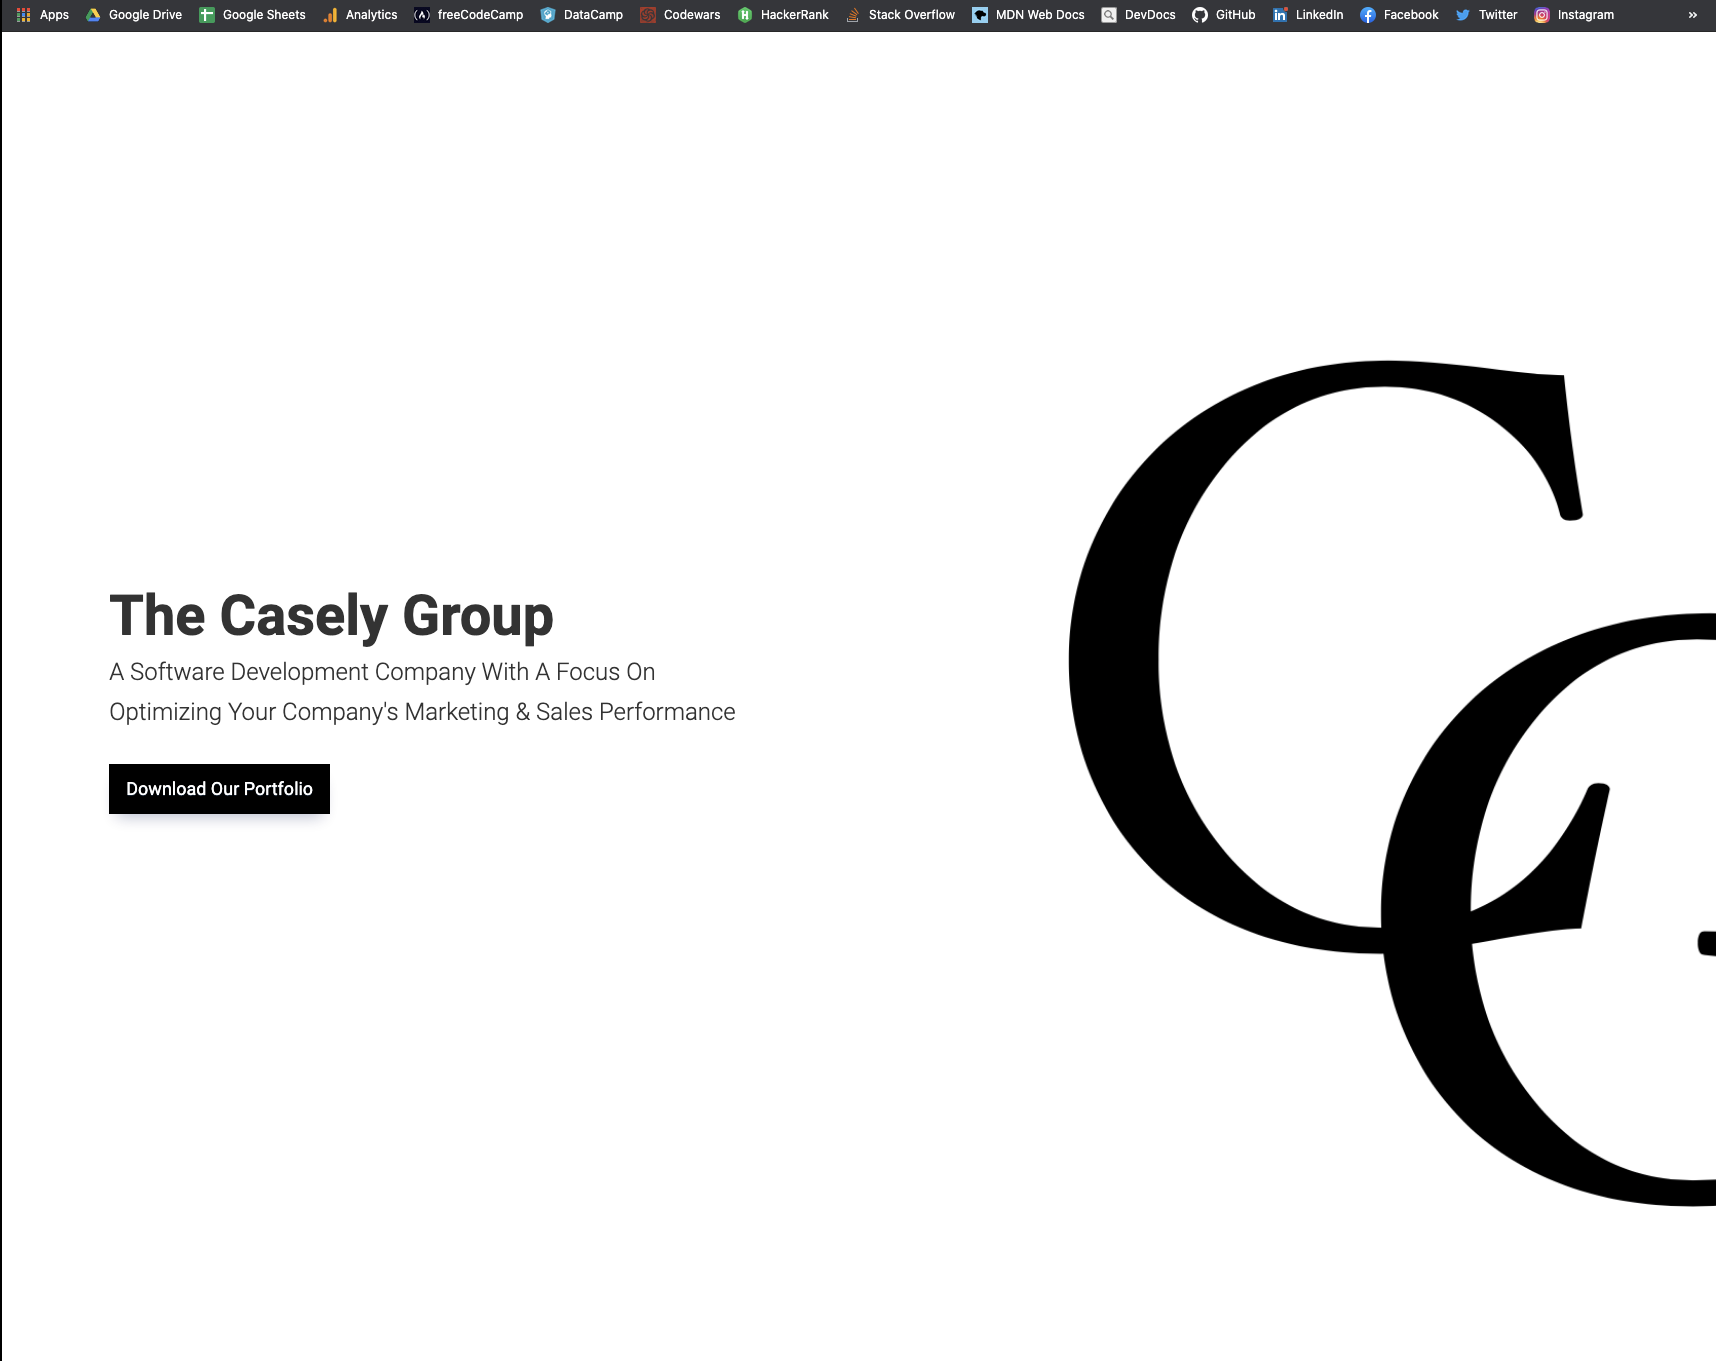 Apps Google Drive Google Sheets Analytics freeCodeCamp DataCamp Codewars HackerRank Stack Overflow MDN Web Docs DevDocs GitHub LinkedIn Facebook Twitter Instagram »
The Casely Group
A Software Development Company With A Focus On
Optimizing Your Company's Marketing & Sales Performance
Download Our Portfolio
CG